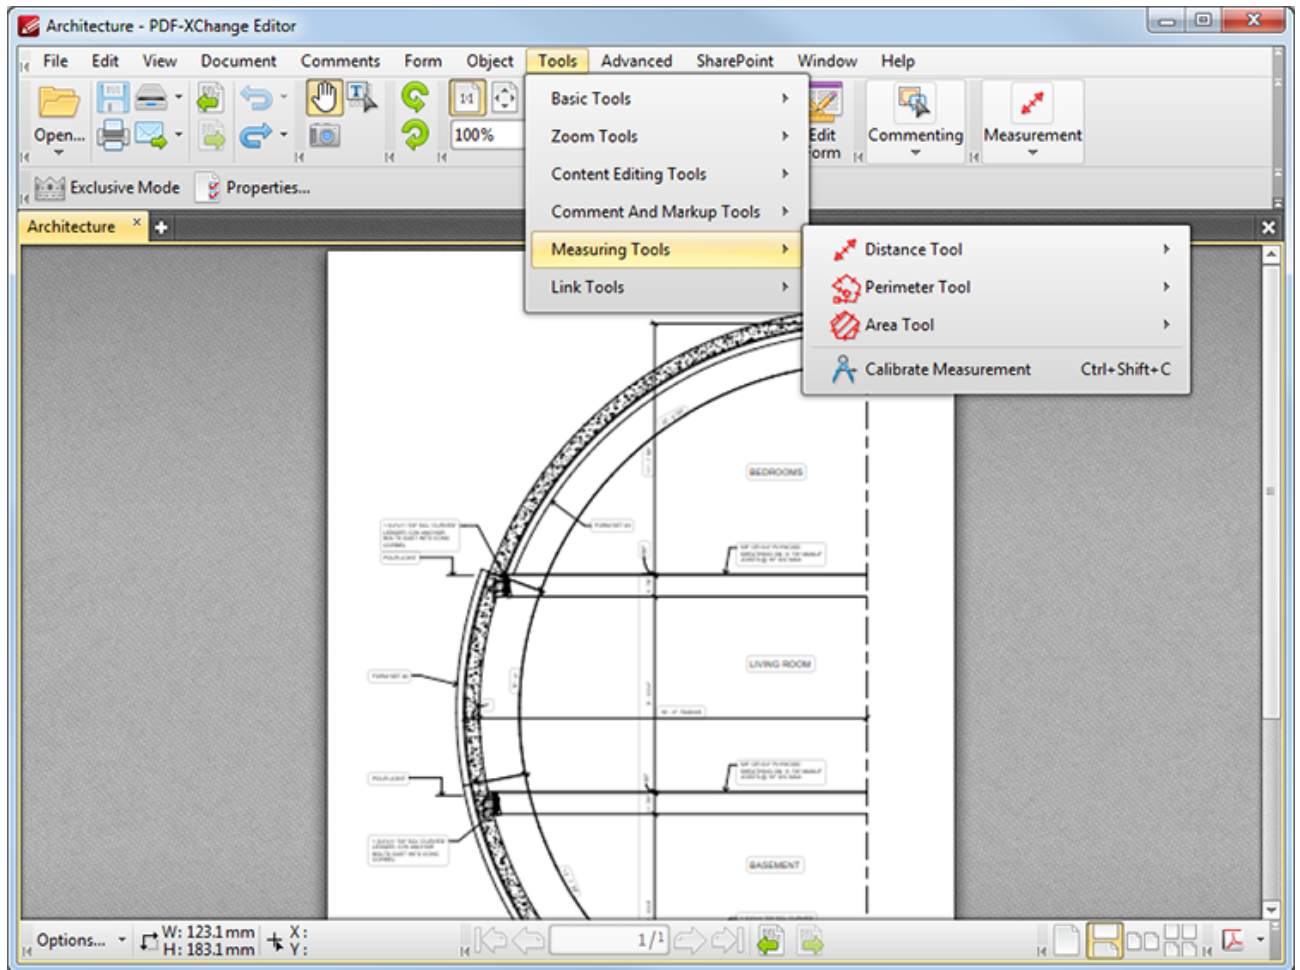 Architecture - PDF-XChange Editor
File Edit View Document Comments Form Object Tools Advanced SharePoint Window Help
Open...
100%
Edit
Form
Commenting
Measurement
Exclusive Mode Properties...
Architecture
Basic Tools
Zoom Tools
Content Editing Tools
Comment And Markup Tools
Measuring Tools
Link Tools
Distance Tool
Perimeter Tool
Area Tool
Calibrate Measurement Ctrl+Shift+C
BEDROOMS
LIVING ROOM
BASEMENT
Options...
W: 123.1 mm
H: 183.1 mm
X:
Y:
1/1